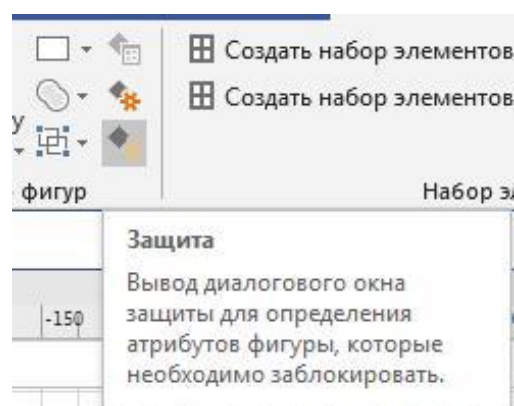 Создать набор элементов
Создать набор элементов
у
фигур
Набор э
Защита
Вывод диалогового окна
защиты для определения
атрибутов фигуры, которые
необходимо заблокировать.
-150